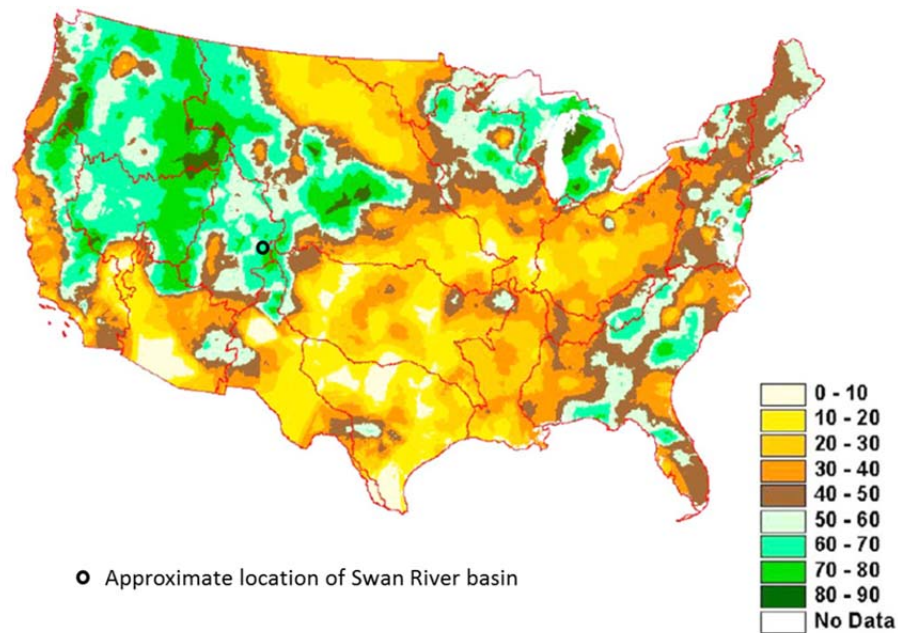 0 - 10
10 - 20
20 - 30
30 - 40
40 - 50
50 - 60
60 - 70
70 - 80
80 - 90
No Data
Approximate location of Swan River basin